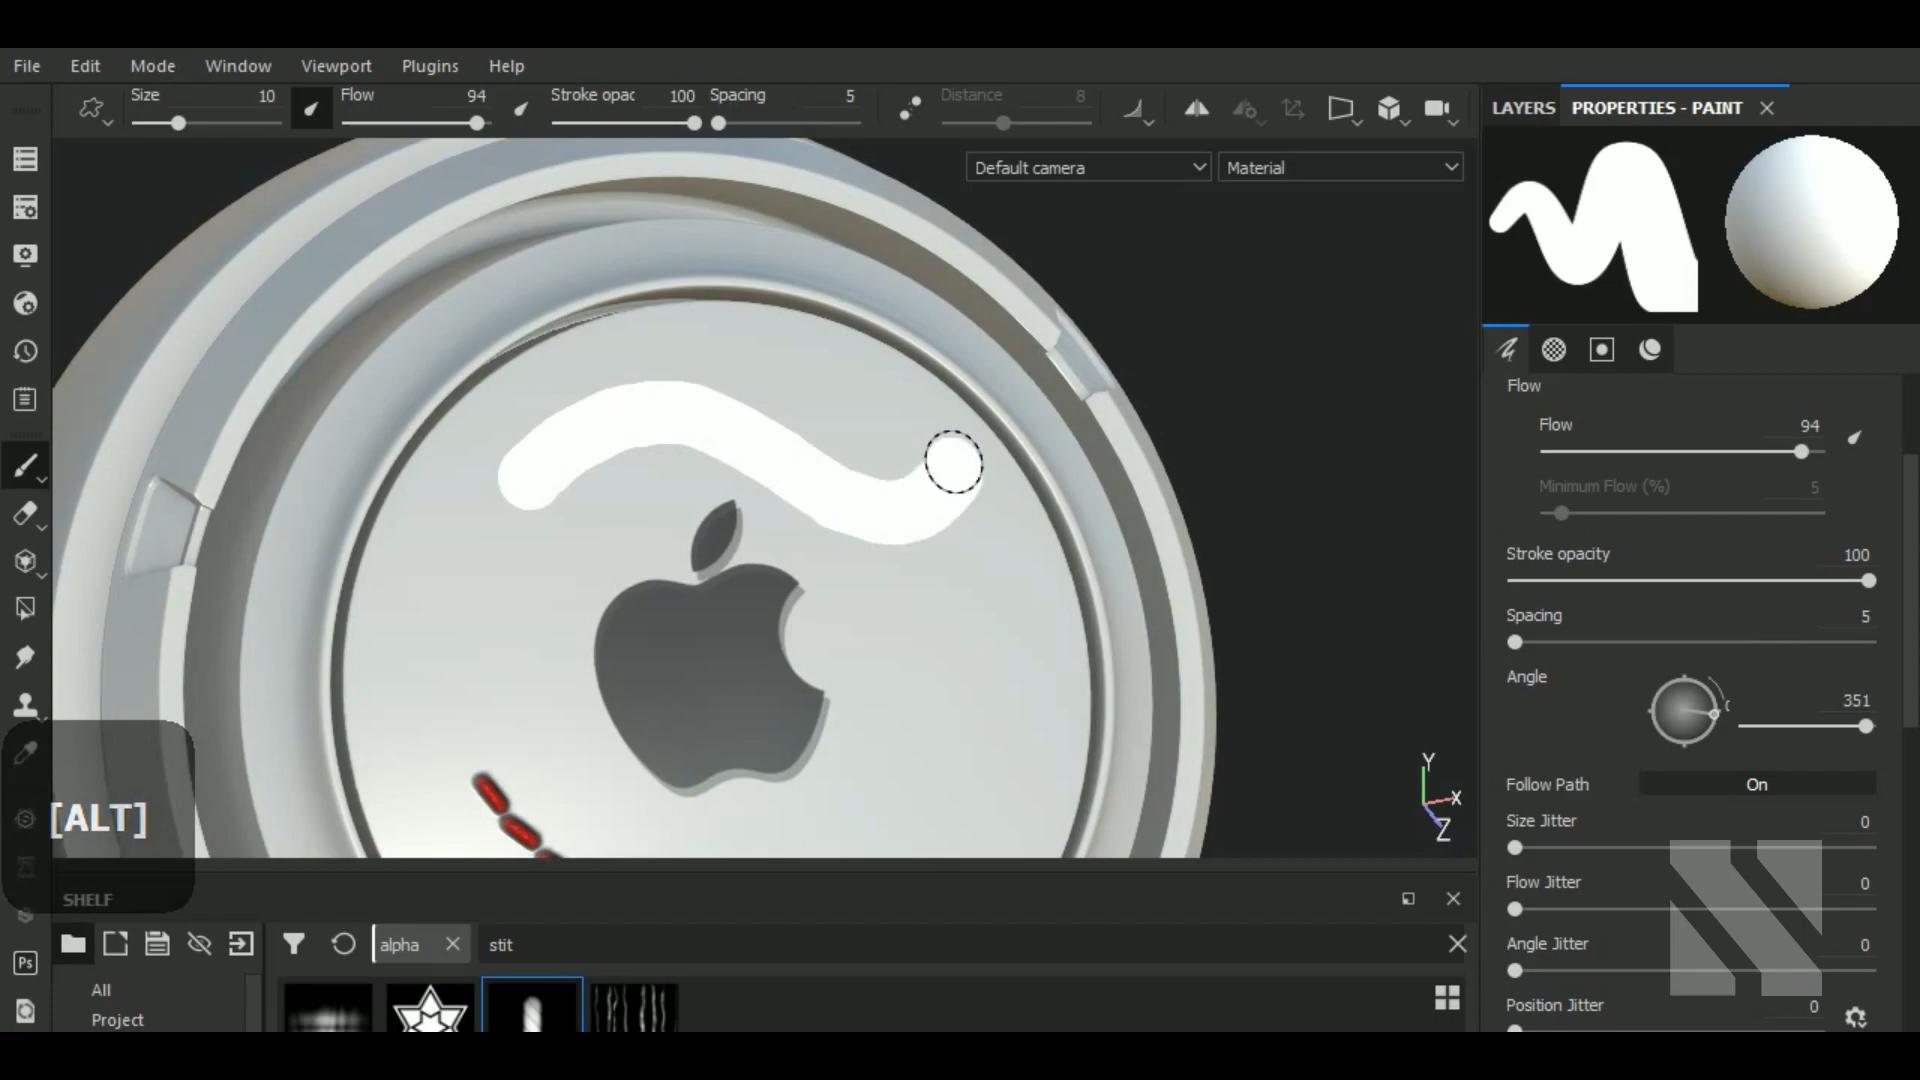 File Edit Mode Window Viewport Plugins Help
Size 10 Flow 94 Stroke opac 100 Spacing 5 Distance 8
LAYERS PROPERTIES - PAINT
Default camera Material
Flow
Flow 94
Minimum Flow (%) 5
Stroke opacity 100
Spacing 5
Angle
351
Follow Path On
Size Jitter 0
Flow Jitter 0
Angle Jitter 0
Position Jitter 0
Y
X
Z
[ALT]
SHELF
alpha stit
Ps
All
Project